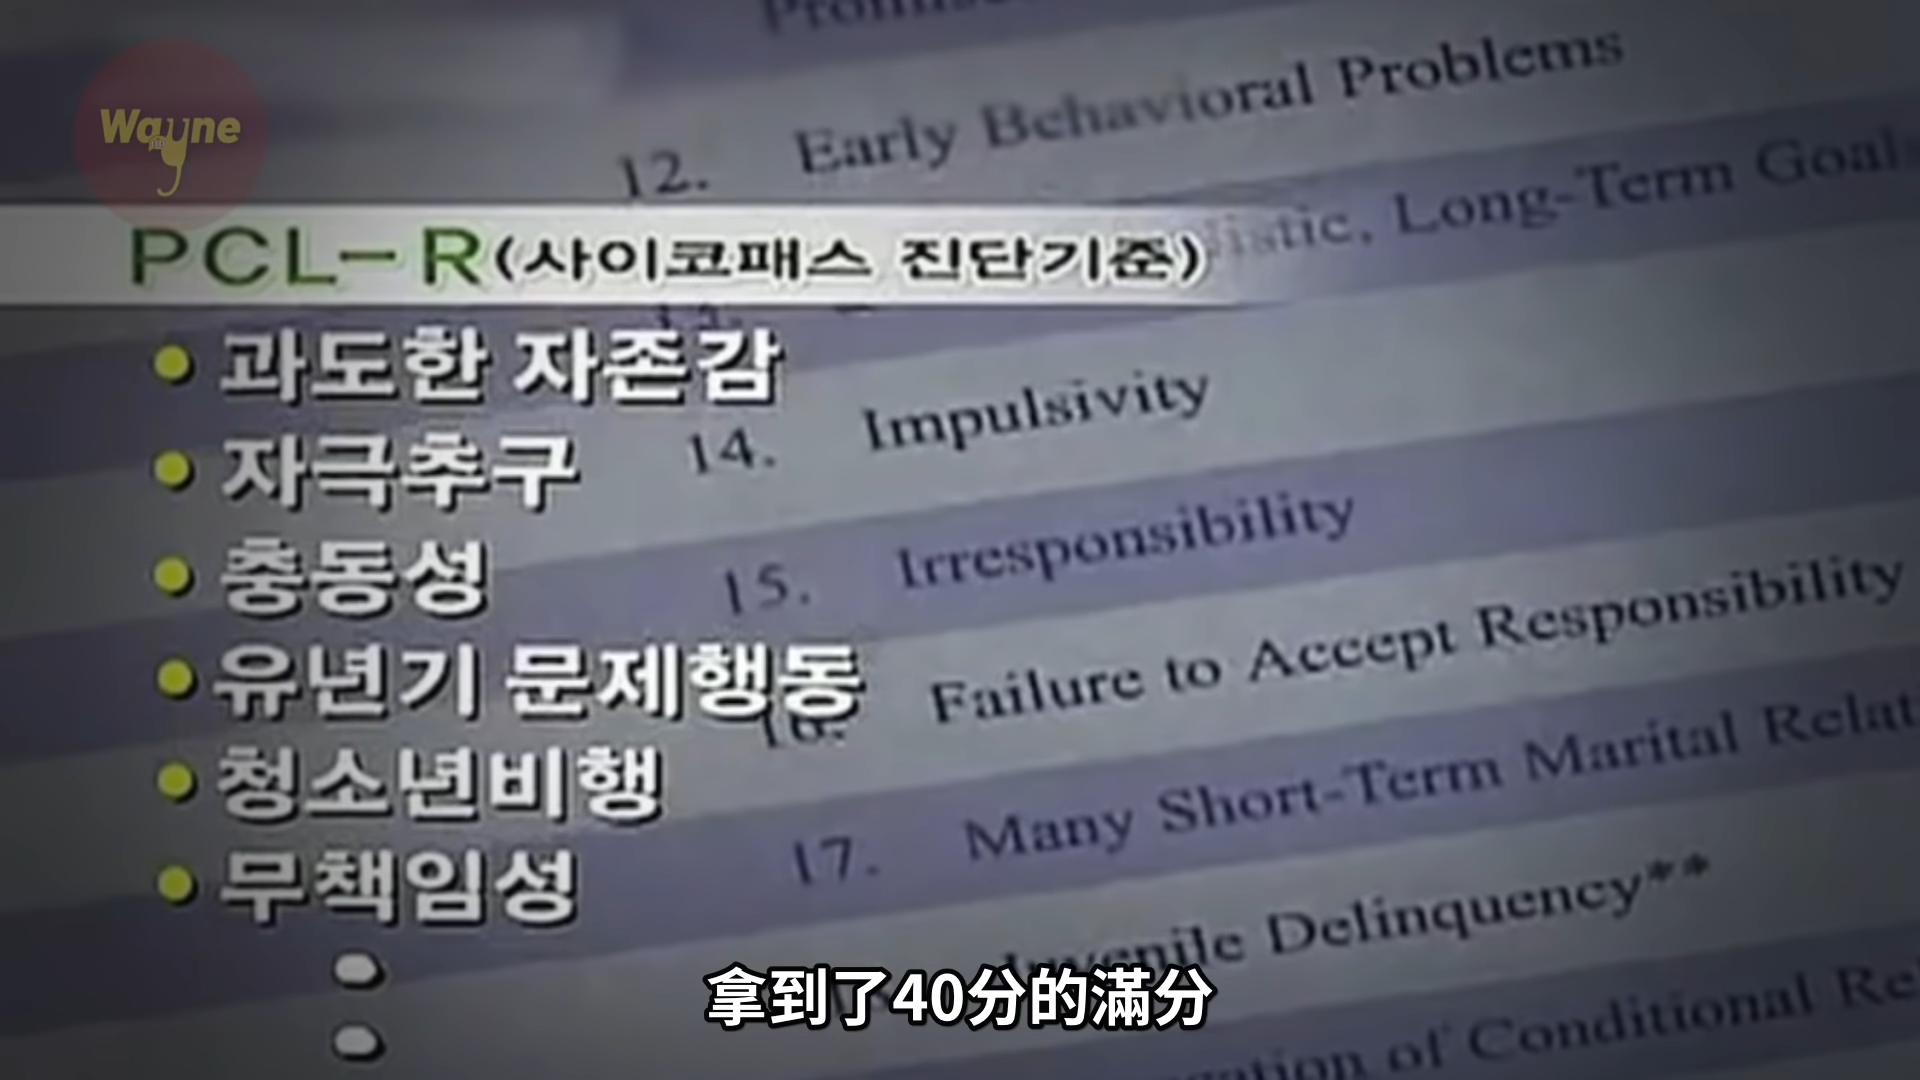 Wayne
12. Early Behavioral Problems
PCL-R(사이코패스 진단기준)
Long-Term Goals
과도한 자존감
14. Impulsivity
자극추구
15. Irresponsibility
충동성
16. Failure to Accept Responsibility
유년기 문제행동
17. Many Short-Term Marital
청소년비행
Juvenile Delinquency**
무책임성
of Conditional
拿到了40分的滿分